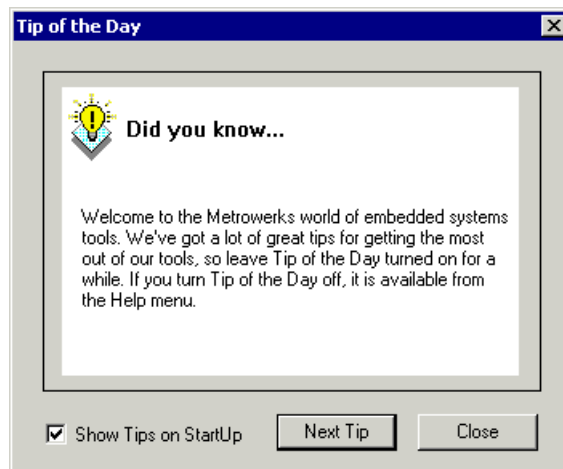 Tip of the Day
Did you know...
Welcome to the Metrowerks world of embedded systems
tools. We've got a lot of great tips for getting the most
out of our tools, so leave Tip of the Day turned on for a
while. If you turn Tip of the Day off, it is available from
the Help menu.
Show Tips on StartUp Next Tip Close